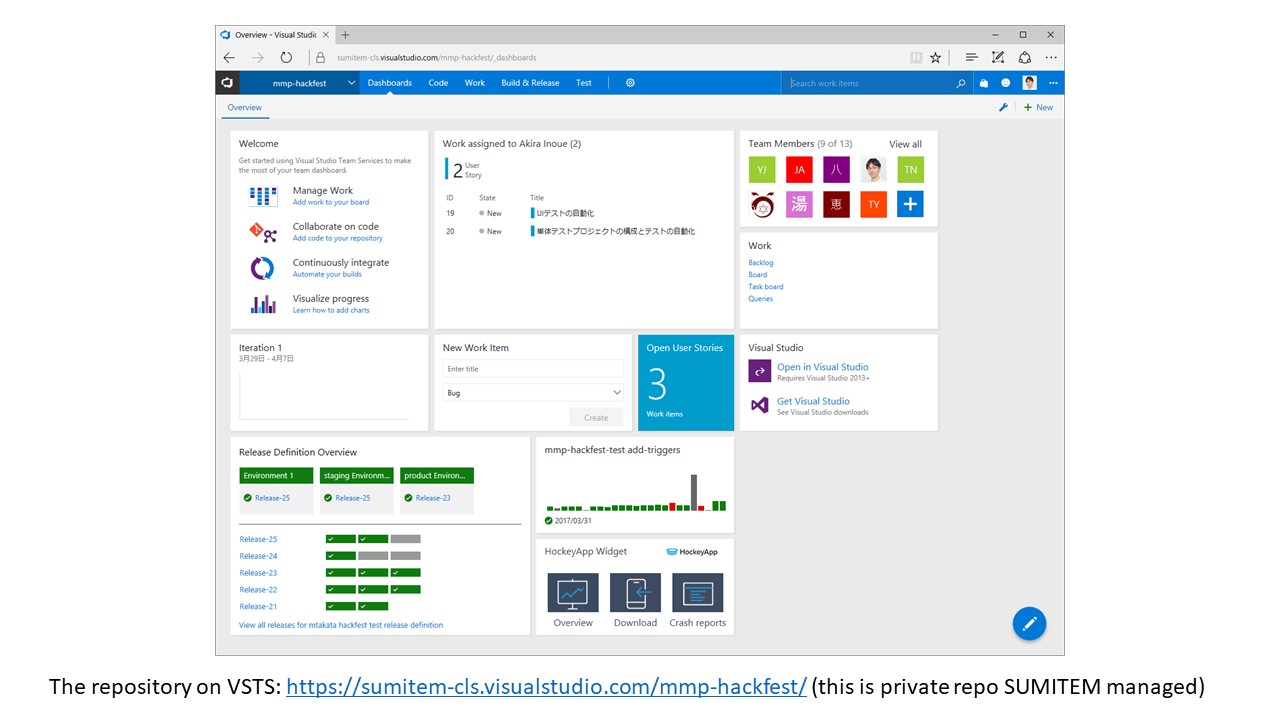 Overview - Visual Studic
sumitem-cls.visualstudio.com/mmp-hackfest/_dashboards
mmp-hackfest Dashboards Code Work Build & Release Test Search work items
Overview New
Welcome
Get started using Visual Studio Team Services to make
the most of your team dashboard.
Manage Work
Add work to your board
Collaborate on code
Add code to your repository
Continuously integrate
Automate your builds
Visualize progress
Learn how to add charts
Work assigned to Akira Inoue (2)
2 User
Story
ID State Title
19 New UIテストの自動化
20 New 単体テストプロジェクトの構成とテストの自動化
Team Members (9 of 13) View all
YJ JA 八 TN
湯 恵 TY
Work
Backlog
Board
Task board
Queries
Iteration 1
3月29日 - 4月7日
New Work Item
Enter title
Bug
Create
Open User Stories
3
Work items
Visual Studio
Open in Visual Studio
Requires Visual Studio 2013+
Get Visual Studio
See Visual Studio downloads
Release Definition Overview
Environment 1 staging Environm... product Environ...
Release-25 Release-25 Release-23
Release-25
Release-24
Release-23
Release-22
Release-21
View all releases for mtakata hackfest test release definition
mmp-hackfest-test add-triggers
2017/03/31
HockeyApp Widget HockeyApp
Overview Download Crash reports
The repository on VSTS: https://sumitem-cls.visualstudio.com/mmp-hackfest/ (this is private repo SUMITEM managed)